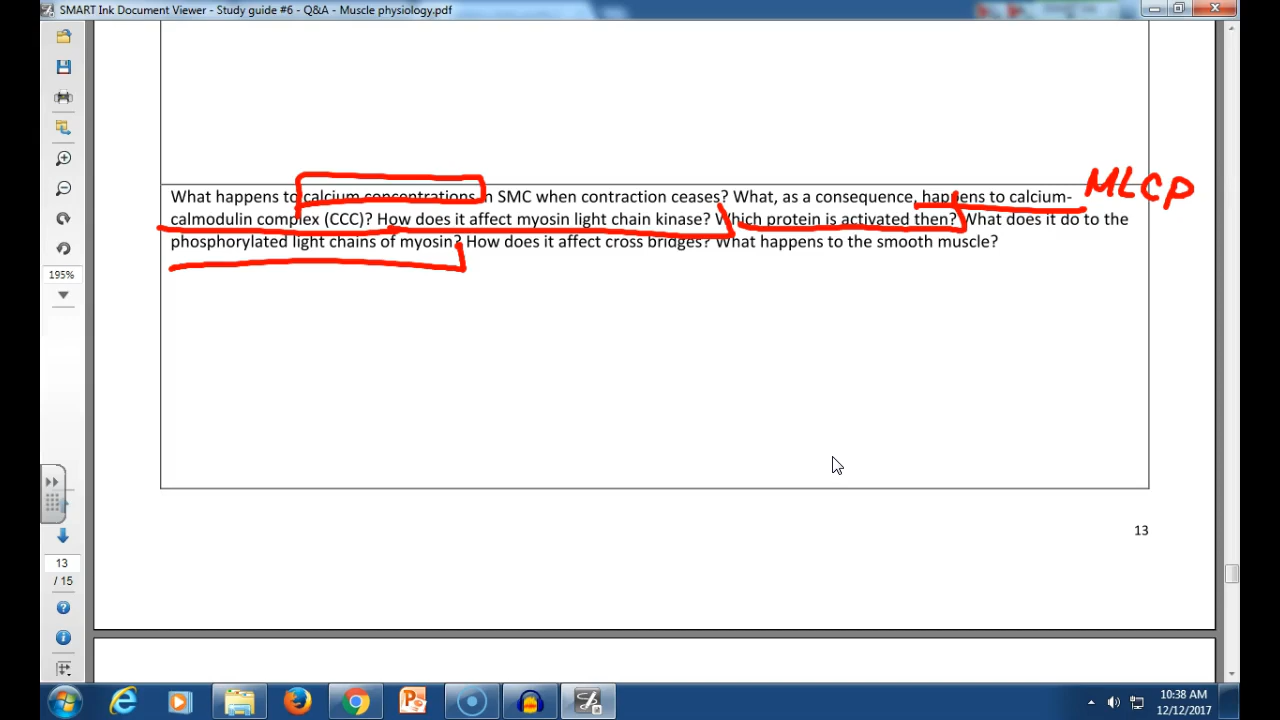 SMART Ink Document Viewer - Study guide #6 - Q&A - Muscle physiology.pdf
MLCP
What happens to calcium concentrations in SMC when contraction ceases? What, as a consequence, happens to calcium-
calmodulin complex (CCC)? How does it affect myosin light chain kinase? Which protein is activated then? What does it do to the
phosphorylated light chains of myosin? How does it affect cross bridges? What happens to the smooth muscle?
195%
13
13
/ 15
10:38 AM
12/12/2017